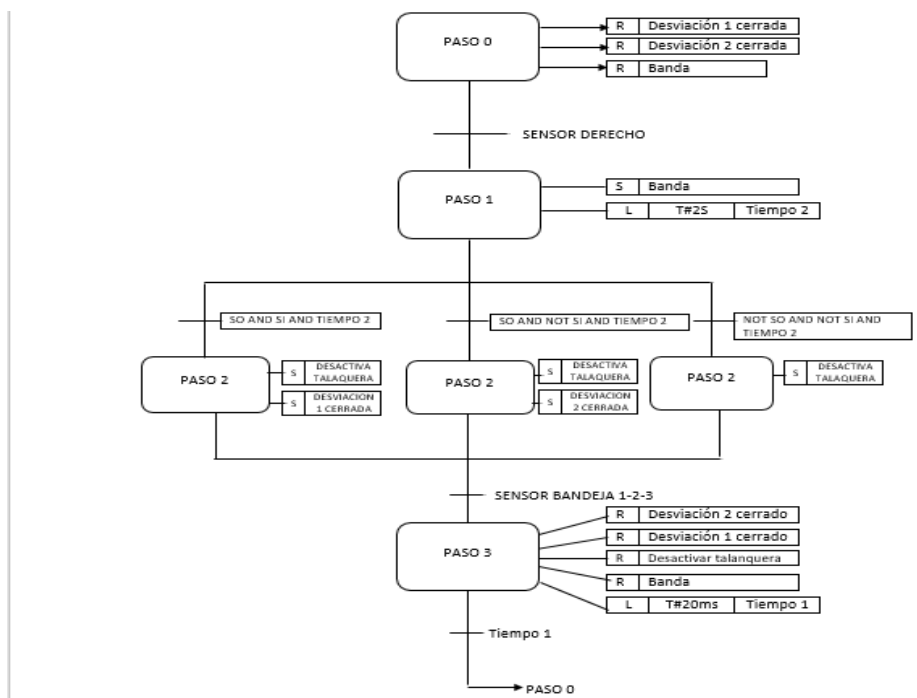 PASO 0
R Desviación 1 cerrada
R Desviación 2 cerrada
R Banda
SENSOR DERECHO
PASO 1
S Banda
L T#2S Tiempo 2
SO AND SI AND TIEMPO 2
SO AND NOT SI AND TIEMPO 2
NOT SO AND NOT SI AND
TIEMPO 2
PASO 2
S DESACTIVA
TALAQUERA
S DESVIACION
1 CERRADA
PASO 2
S DESACTIVA
TALAQUERA
S DESVIACION
2 CERRADA
PASO 2
S DESACTIVA
TALAQUERA
SENSOR BANDEJA 1-2-3
PASO 3
R Desviación 2 cerrado
R Desviación 1 cerrado
R Desactivar talanquera
R Banda
L T#20ms Tiempo 1
Tiempo 1
PASO 0